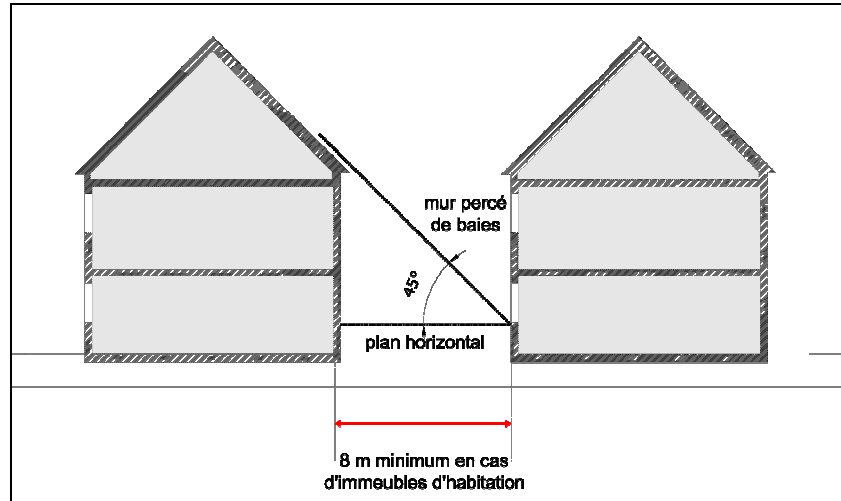 mur percé
de baies
45°
plan horizontal
8 m minimum en cas
d'immeubles d'habitation